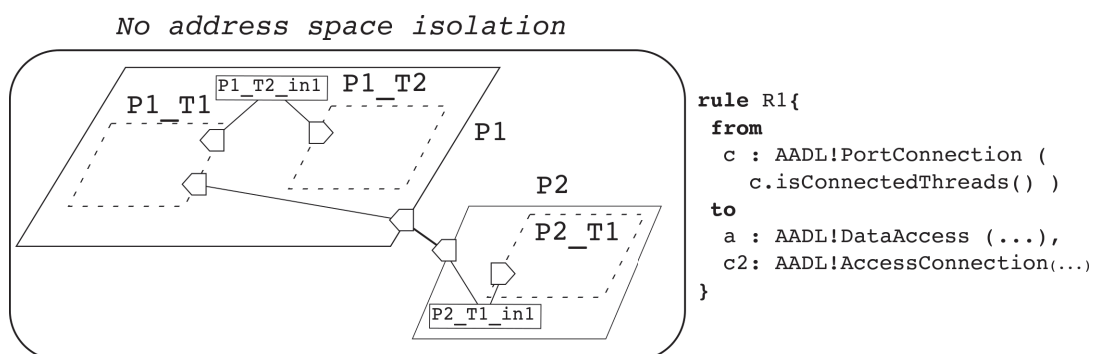 No address space isolation
P1_T2_in1
P1_T2
P1_T1
P1
P2
P2_T1
P2_T1_in1
rule R1{
from
c : AADL!PortConnection (
c.isConnectedThreads() )
to
a : AADL!DataAccess (...),
c2: AADL!AccessConnection(...)
}